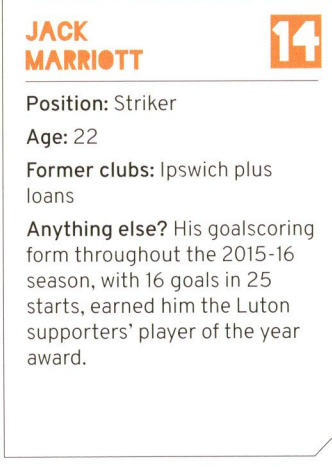 JACK
MARRIOTT
14
Position: Striker
Age: 22
Former clubs: Ipswich plus
loans
Anything else? His goalscoring
form throughout the 2015-16
season, with 16 goals in 25
starts, earned him the Luton
supporters' player of the year
award.